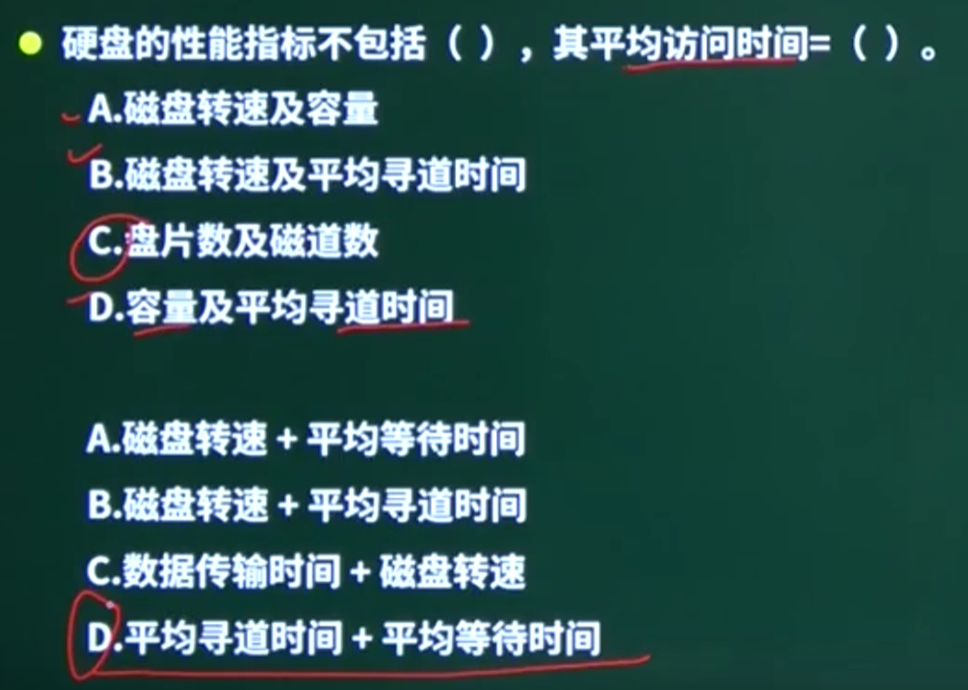 硬盘的性能指标不包括（ ），其平均访问时间=（ ）。
A.磁盘转速及容量
B.磁盘转速及平均寻道时间
C.盘片数及磁道数
D.容量及平均寻道时间
A.磁盘转速 + 平均等待时间
B.磁盘转速 + 平均寻道时间
C.数据传输时间 + 磁盘转速
D.平均寻道时间 + 平均等待时间